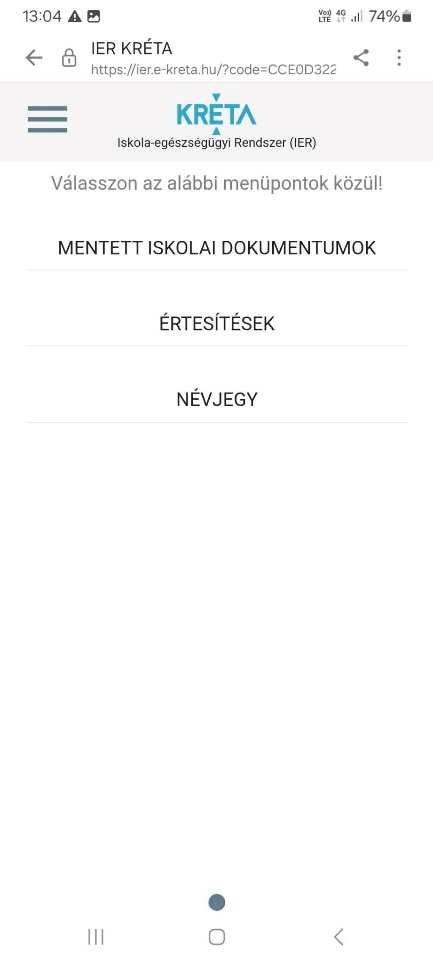 13:04
Vo)) LTE 4G 74%
IER KRÉTA
https://ier.e-kreta.hu/?code=CCE0D322
KRÉTA
Iskola-egészségügyi Rendszer (IER)
Válasszon az alábbi menüpontok közül!
MENTETT ISKOLAI DOKUMENTUMOK
ÉRTESÍTÉSEK
NÉVJEGY